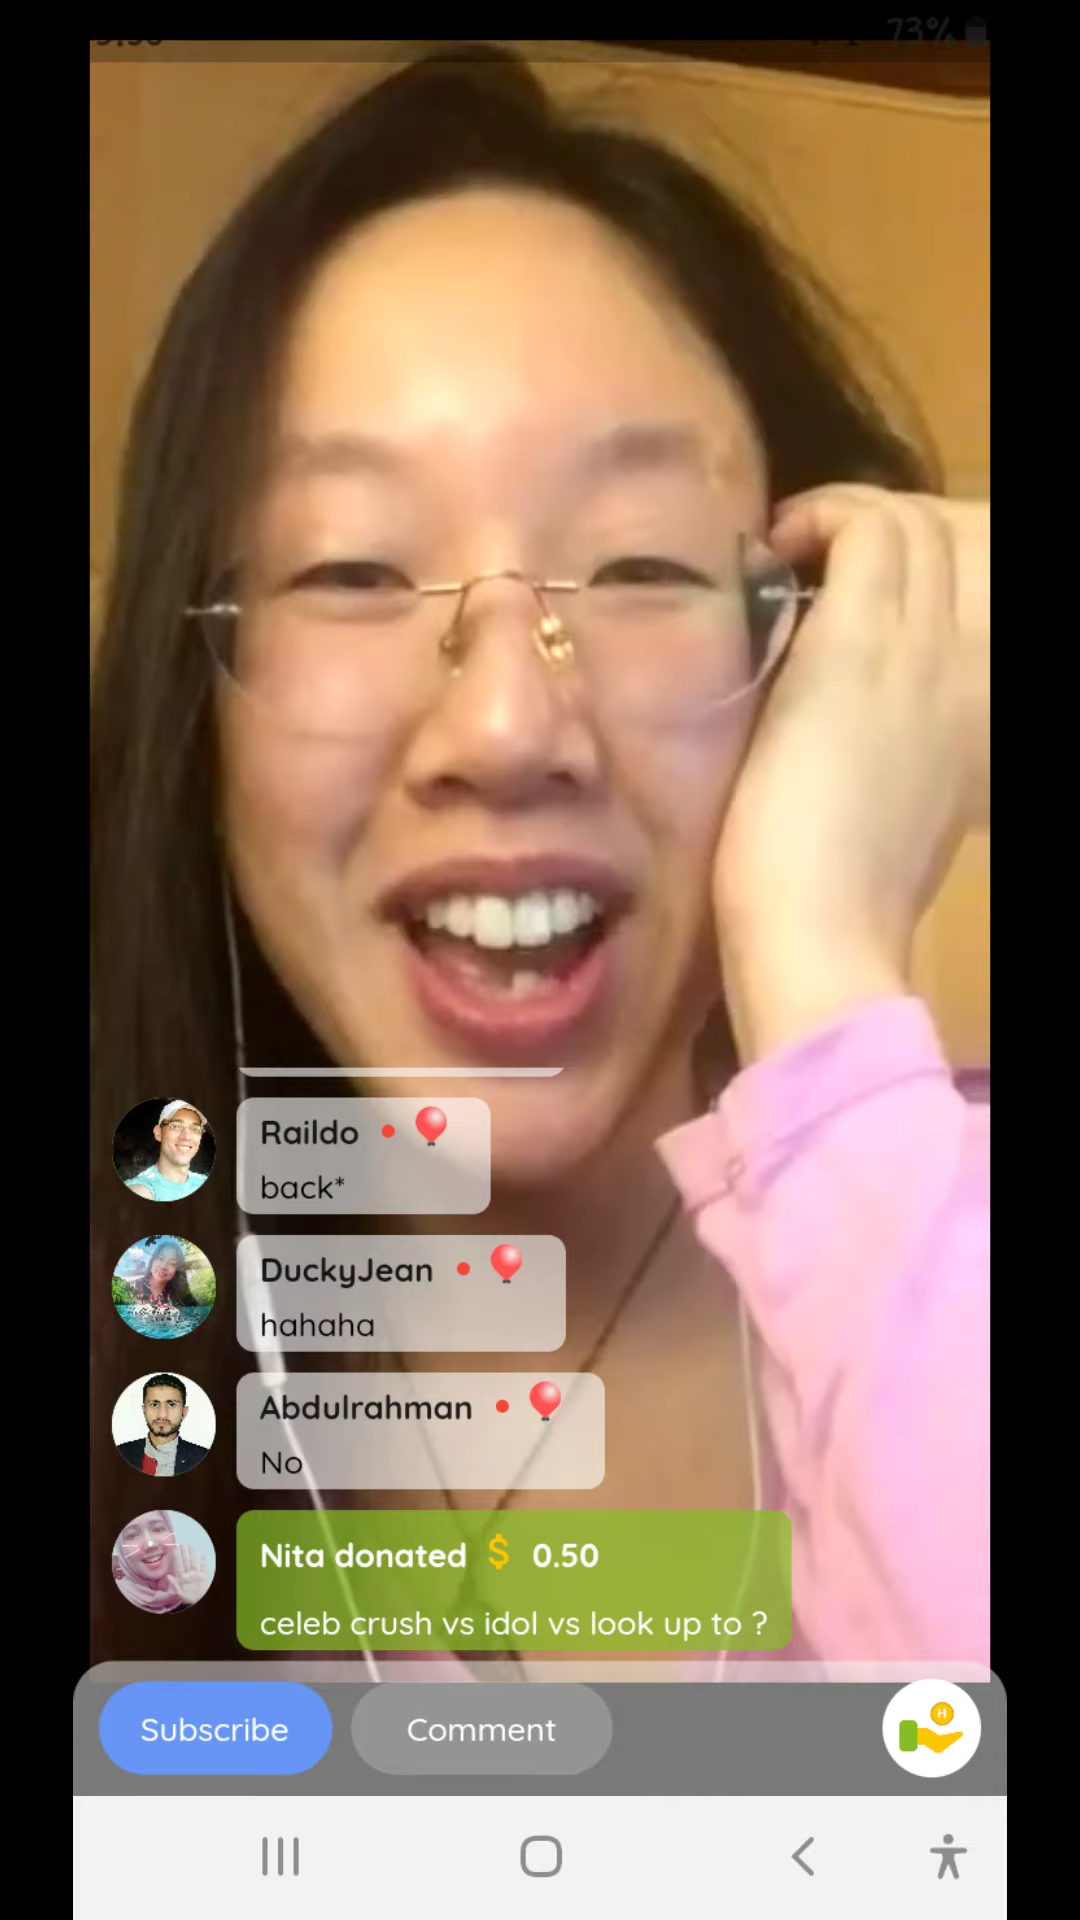 73%
Raildo
back*
DuckyJean
hahaha
Abdulrahman
No
Nita donated $ 0.50
celeb crush vs idol vs look up to ?
H
Subscribe Comment